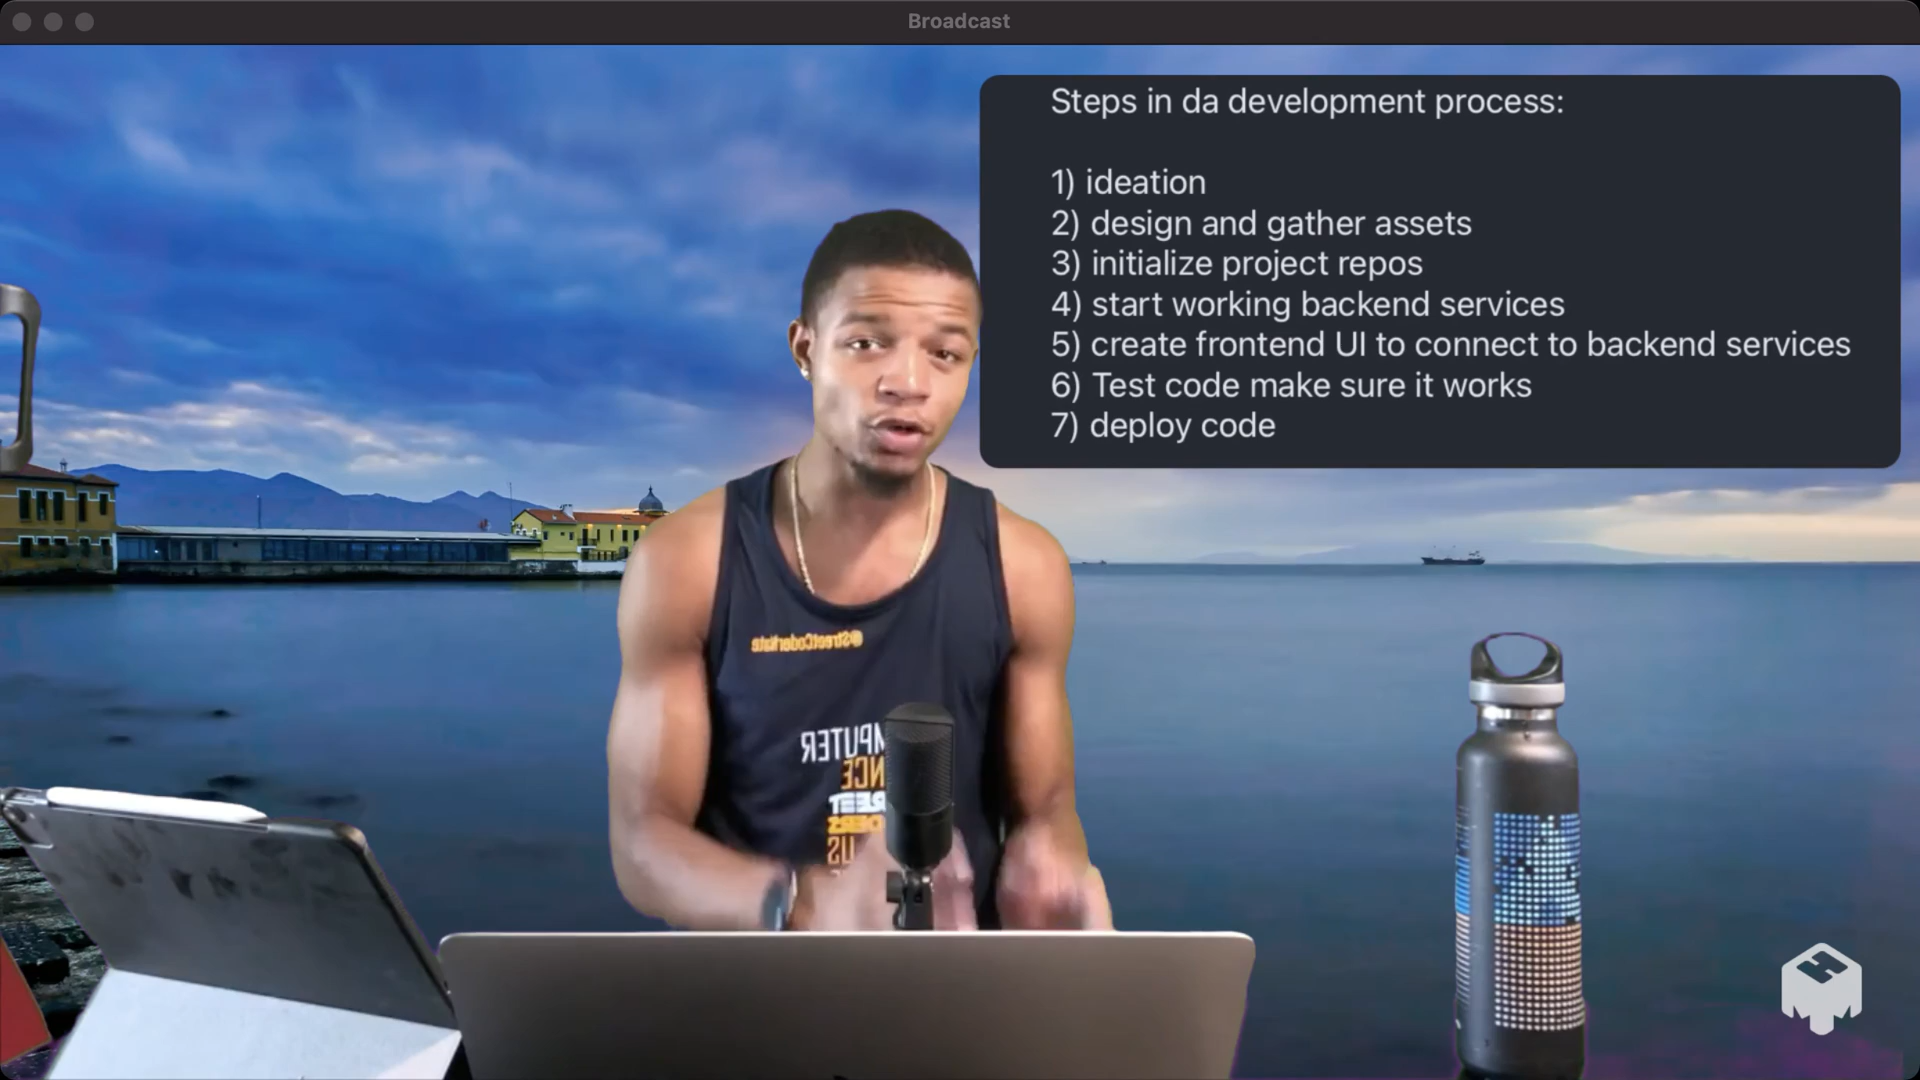 Broadcast
Steps in da development process:
1) ideation
2) design and gather assets
3) initialize project repos
4) start working backend services
5) create frontend UI to connect to backend services
6) Test code make sure it works
7) deploy code
@StreetCoderNate